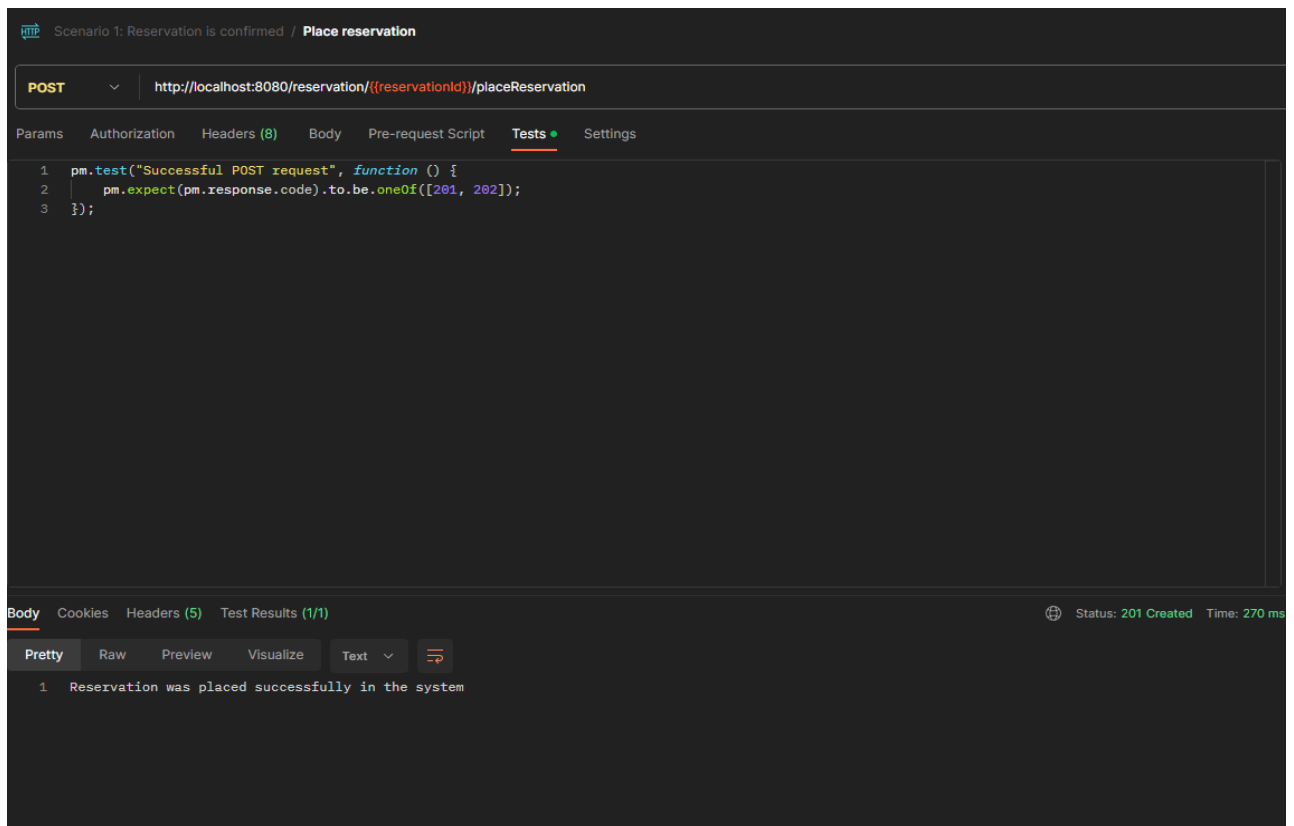 HTTP Scenario 1: Reservation is confirmed / Place reservation
POST http://localhost:8080/reservation/{{reservationId}}/placeReservation
Params Authorization Headers (8) Body Pre-request Script Tests Settings
1 pm.test("Successful POST request", function () {
2 pm.expect(pm.response.code).to.be.oneOf([201, 202]);
3 });
Body Cookies Headers (5) Test Results (1/1) Status: 201 Created Time: 270 ms
Pretty Raw Preview Visualize Text
1 Reservation was placed successfully in the system